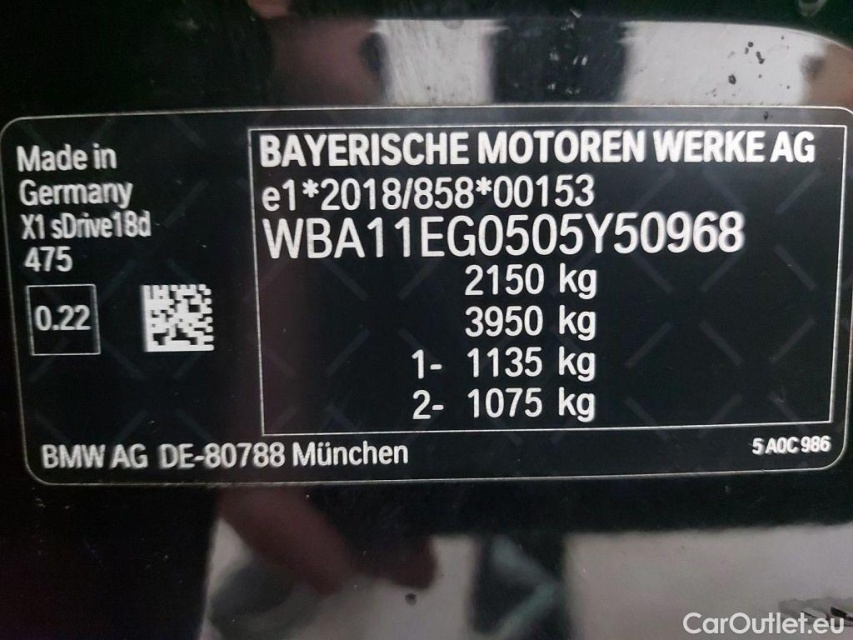 Made in
Germany
X1 sDrive18d
475
0.22
BAYERISCHE MOTOREN WERKE AG
e1*2018/858*00153
WBA11EG0505Y50968
2150 kg
3950 kg
1- 1135 kg
2- 1075 kg
BMW AG DE-80788 München
5 A0C 986
CarOutlet.eu